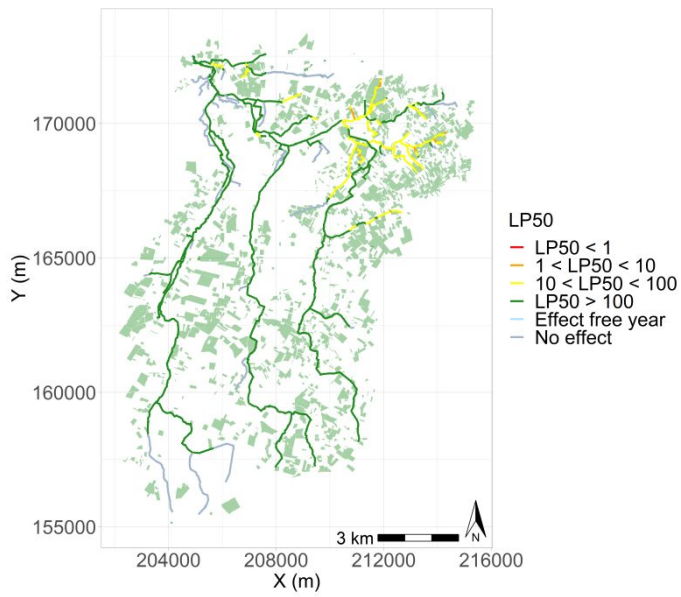 170000
165000
160000
155000
Y (m)
204000 208000 212000 216000
X (m)
3 km
N
LP50
LP50 < 1
1 < LP50 < 10
10 < LP50 < 100
LP50 > 100
Effect free year
No effect